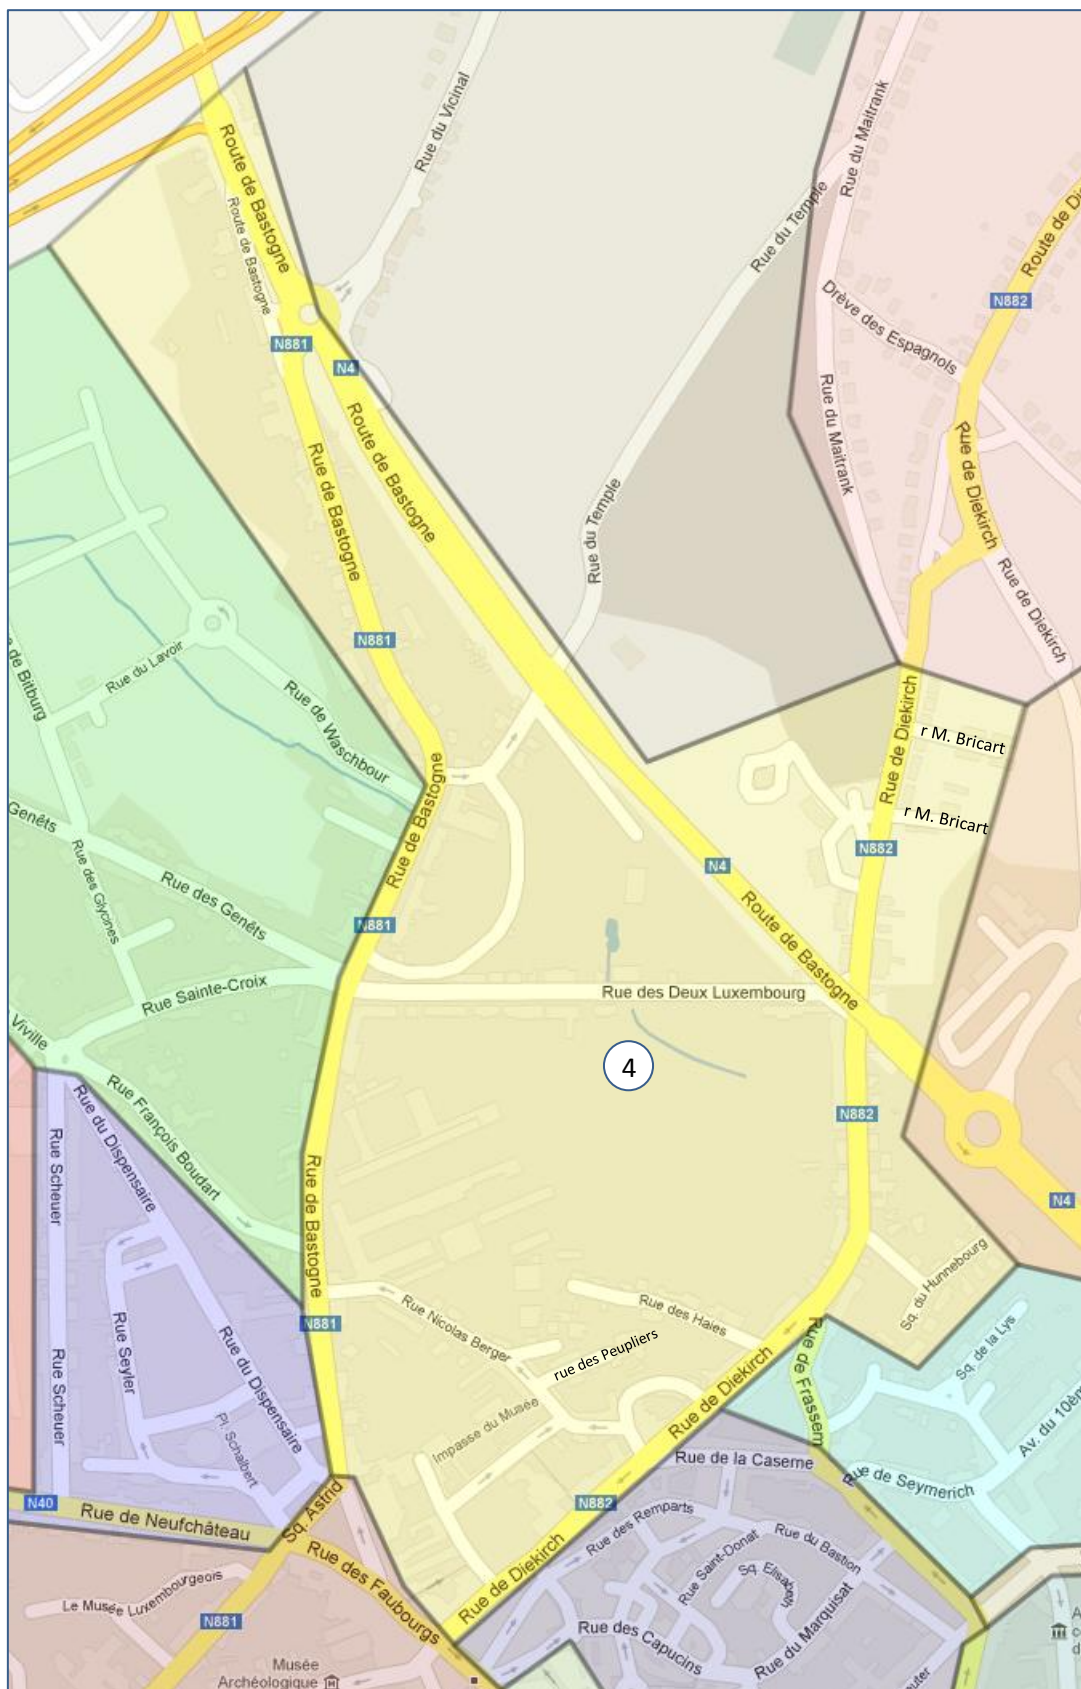 Route de Bastogne
Rue du Vicinal
Rue du Maitrank
Route de Bastogne
Rue du Temple
Route de Di
N882
Drève des Espagnols
N881
N4
Rue du Maitrank
Route de Bastogne
Rue de Bastogne
Rue de Diekirch
Rue du Temple
Rue de Diekirch
N881
Rue du Lavoir
e de Bitburg
Rue de Waschbour
Rue de Diekirch
r M. Bricart
Rue de Bastogne
Genêts
r M. Bricart
N882
N4
Rue des Glycines
Rue des Genêts
N881
Route de Bastogne
Rue Sainte-Croix
Rue des Deux Luxembourg
Viville
4
Rue François Boudart
Rue du Dispensaire
N882
Rue Scheuer
Rue de Bastogne
N4
Sq. du Hunnebourg
Rue Nicolas Berger
Rue des Haies
N881
rue des Peupliers
Rue de Frassem
Sq. de la Lys
Rue Seyler
Rue du Dispensaire
Rue Scheuer
Rue de Diekirch
Impasse du Musée
Av. du 10èm
Pl. Schalbert
Rue de la Caserne
Rue de Seymerich
N40
Rue de Neufchâteau
Sq. Astrid
N882
Rue des Remparts
Rue du Bastion
Rue Saint-Donat
Sq. Elisabeth
Rue des Faubourgs
Rue de Diekirch
Le Musée Luxembourgeois
N881
Rue des Capucins
Rue du Marquisat
A
c
d
Musée
Archéologique
uter